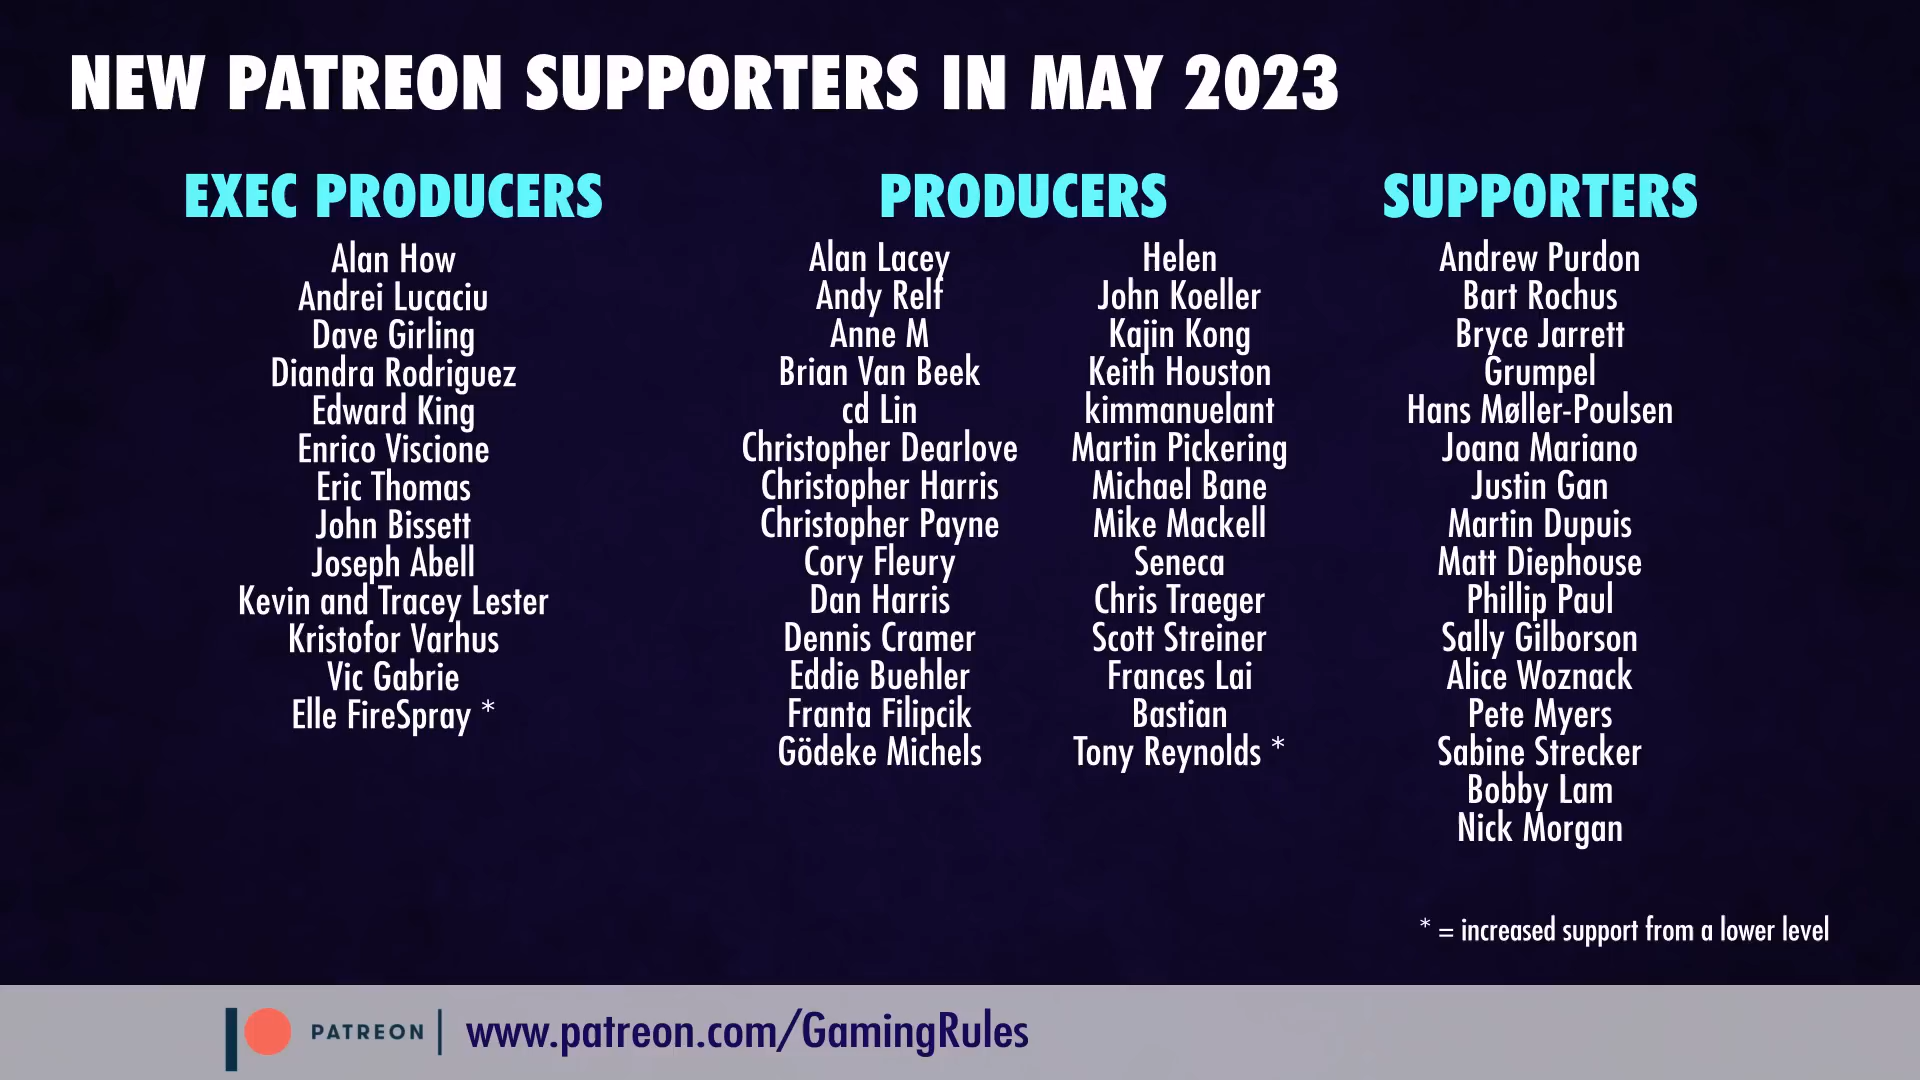 NEW PATREON SUPPORTERS IN MAY 2023
EXEC PRODUCERS
Alan How
Andrei Lucaciu
Dave Girling
Diandra Rodriguez
Edward King
Enrico Viscione
Eric Thomas
John Bissett
Joseph Abell
Kevin and Tracey Lester
Kristofor Varhus
Vic Gabrie
Elle FireSpray *
PRODUCERS
Alan Lacey
Andy Relf
Anne M
Brian Van Beek
cd Lin
Christopher Dearlove
Christopher Harris
Christopher Payne
Cory Fleury
Dan Harris
Dennis Cramer
Eddie Buehler
Franta Filipcik
Gödeke Michels
Helen
John Koeller
Kajin Kong
Keith Houston
kimmanuelant
Martin Pickering
Michael Bane
Mike Mackell
Seneca
Chris Traeger
Scott Streiner
Frances Lai
Bastian
Tony Reynolds *
SUPPORTERS
Andrew Purdon
Bart Rochus
Bryce Jarrett
Grumpel
Hans Møller-Poulsen
Joana Mariano
Justin Gan
Martin Dupuis
Matt Diephouse
Phillip Paul
Sally Gilborson
Alice Woznack
Pete Myers
Sabine Strecker
Bobby Lam
Nick Morgan
* = increased support from a lower level
PATREON
www.patreon.com/GamingRules